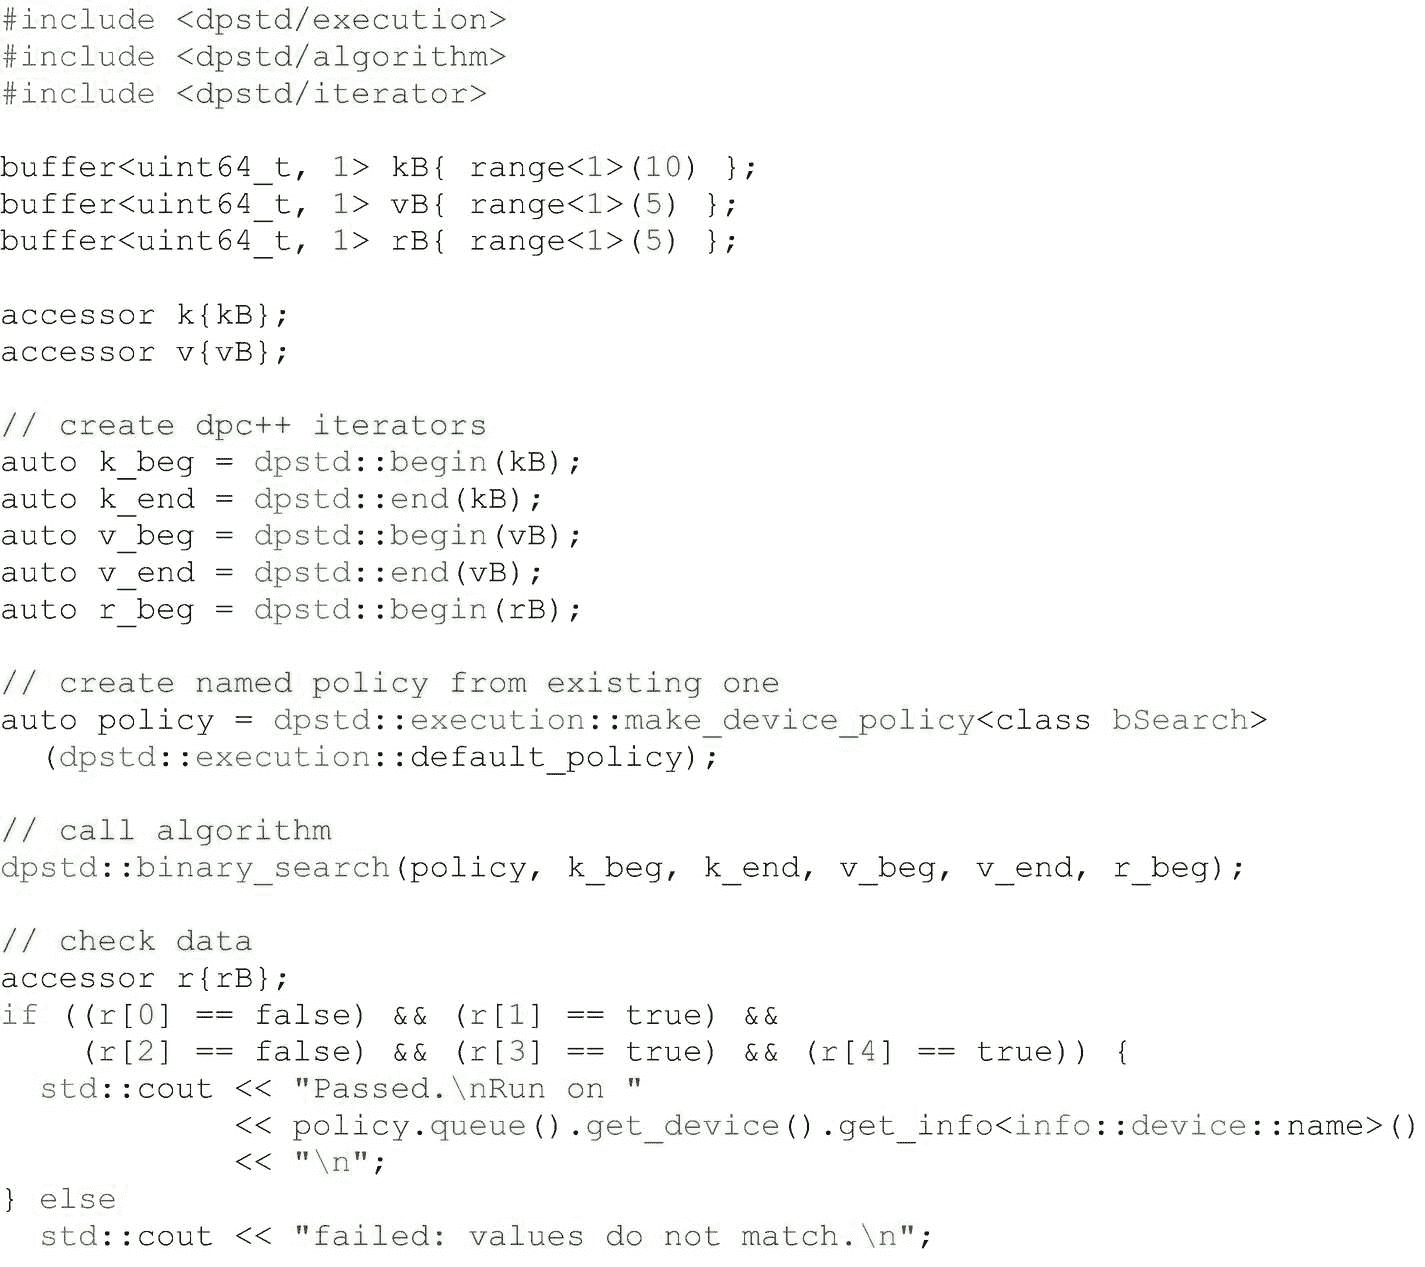 #include <dpstd/execution>
#include <dpstd/algorithm>
#include <dpstd/iterator>

buffer<uint64_t, 1> kB{ range<1>(10) };
buffer<uint64_t, 1> vB{ range<1>(5) };
buffer<uint64_t, 1> rB{ range<1>(5) };

accessor k{kB};
accessor v{vB};

// create dpc++ iterators
auto k_beg = dpstd::begin(kB);
auto k_end = dpstd::end(kB);
auto v_beg = dpstd::begin(vB);
auto v_end = dpstd::end(vB);
auto r_beg = dpstd::begin(rB);

// create named policy from existing one
auto policy = dpstd::execution::make_device_policy<class bSearch>
  (dpstd::execution::default_policy);

// call algorithm
dpstd::binary_search(policy, k_beg, k_end, v_beg, v_end, r_beg);

// check data
accessor r{rB};
if ((r[0] == false) && (r[1] == true) &&
    (r[2] == false) && (r[3] == true) && (r[4] == true)) {
  std::cout << "Passed.\nRun on "
            << policy.queue().get_device().get_info<info::device::name>()
            << "\n";
} else
  std::cout << "failed: values do not match.\n";